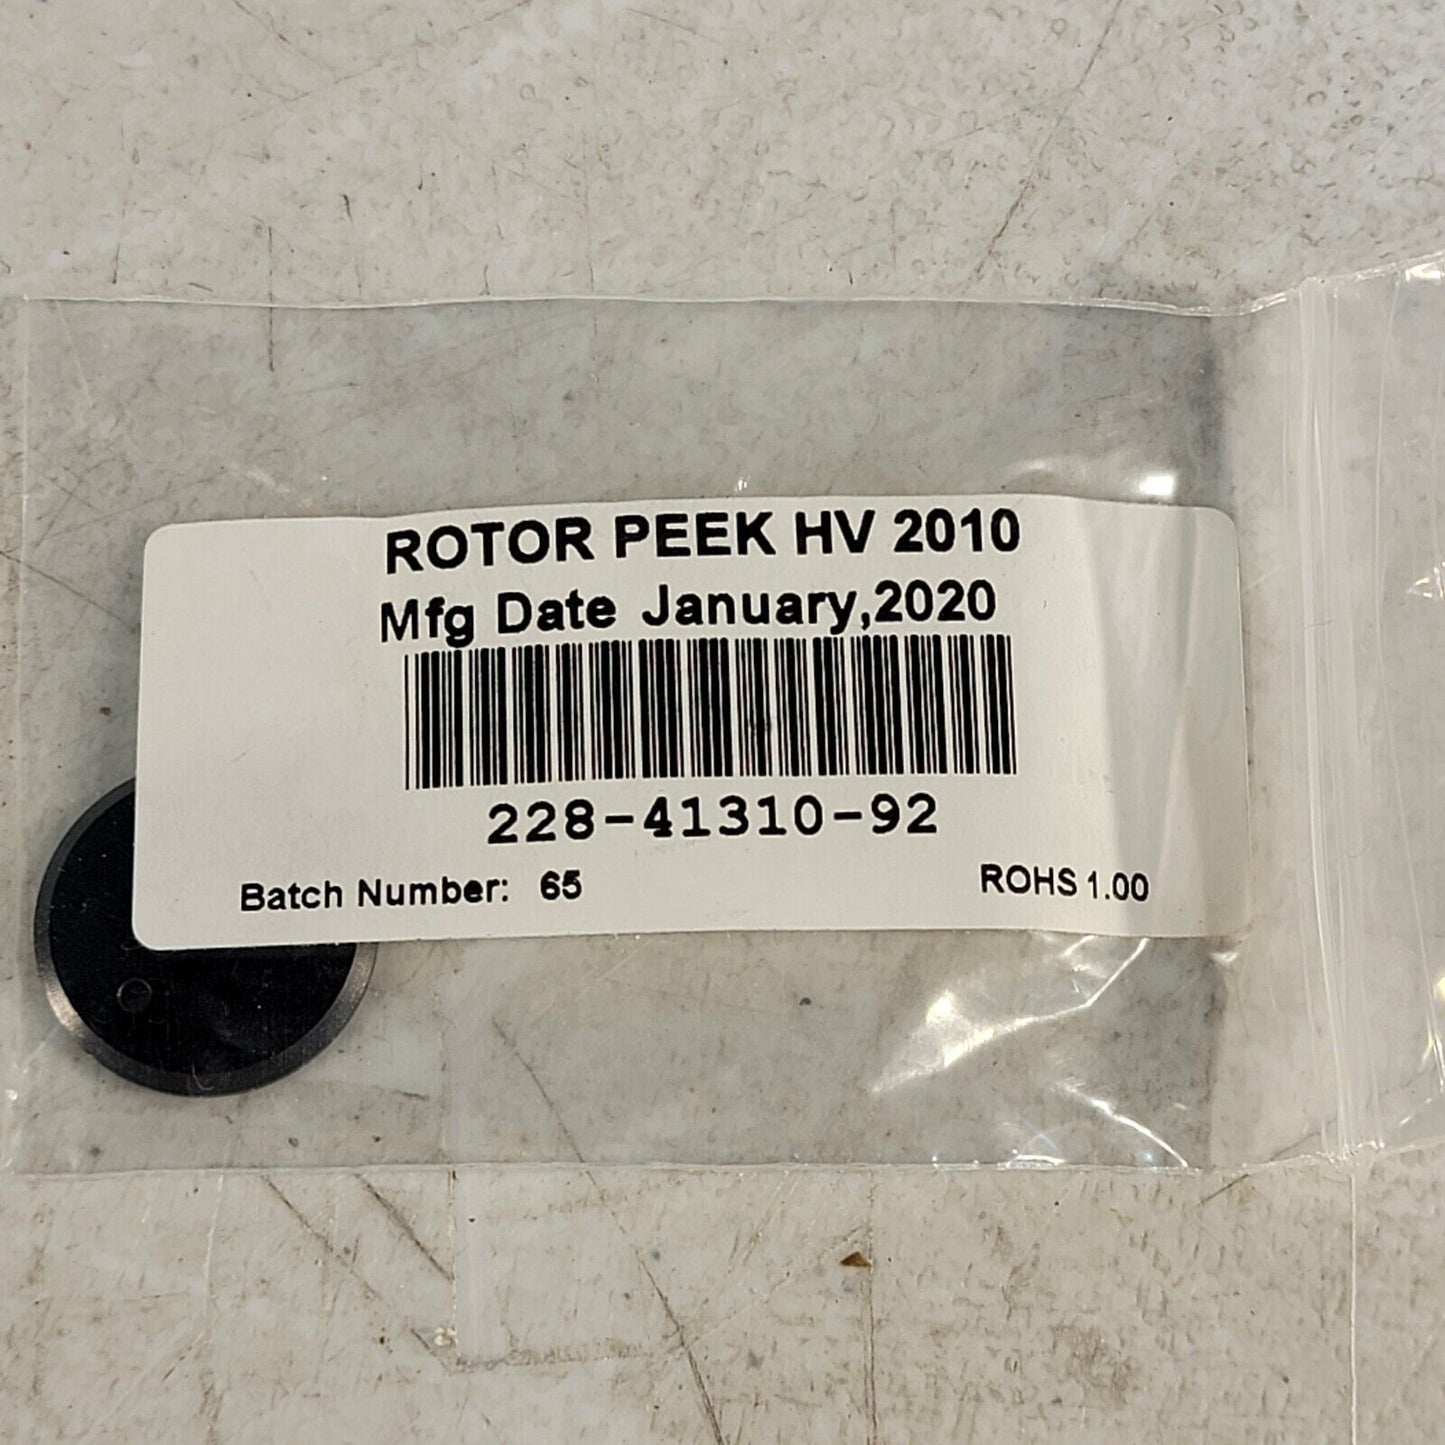 ROTOR PEEK HV 2010
Mfg Date January,2020
228-41310-92
Batch Number: 65 ROHS 1.00